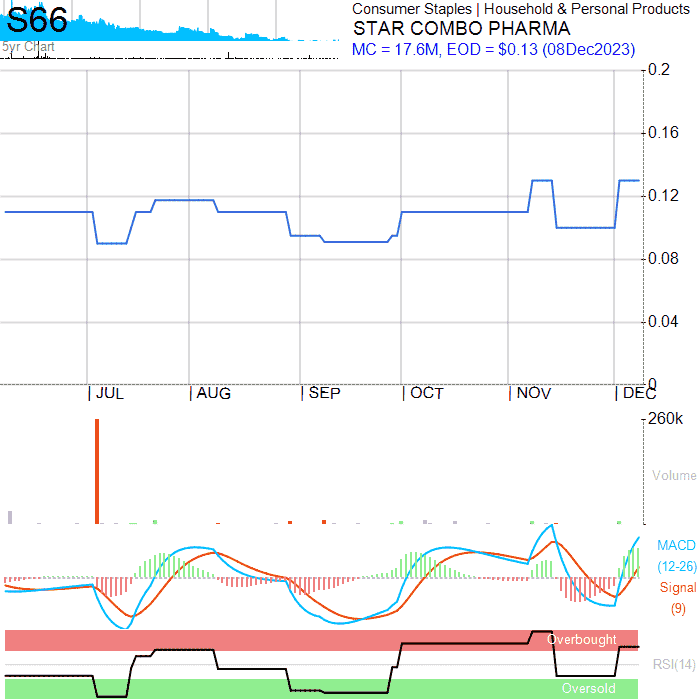 S66
Consumer Staples | Household & Personal Products
STAR COMBO PHARMA
MC = 17.6M, EOD = $0.13 (08Dec2023)
5yr Chart
0.2
0.16
0.12
0.08
0.04
0
JUL AUG SEP OCT NOV DEC
260k
Volume
MACD
(12-26)
Signal
(9)
Overbought
RSI(14)
Oversold